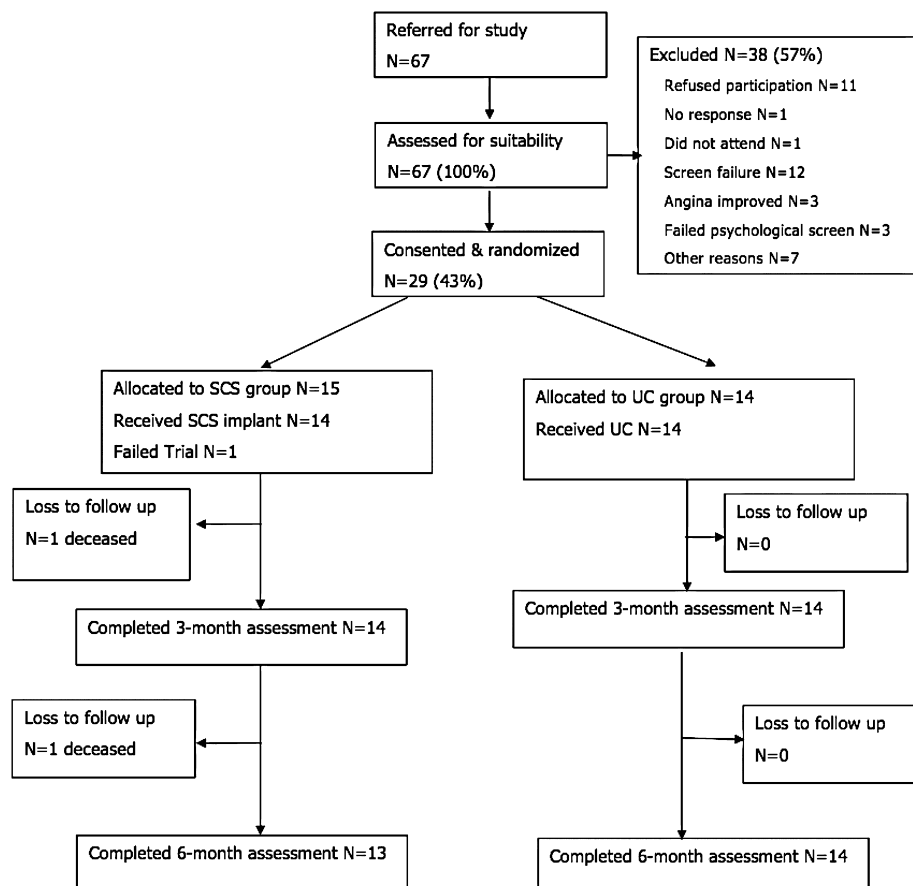 Referred for study
N=67
Excluded N=38 (57%)
Refused participation N=11
No response N=1
Did not attend N=1
Screen failure N=12
Angina improved N=3
Failed psychological screen N=3
Other reasons N=7
Assessed for suitability
N=67 (100%)
Consented & randomized
N=29 (43%)
Allocated to SCS group N=15
Received SCS implant N=14
Failed Trial N=1
Allocated to UC group N=14
Received UC N=14
Loss to follow up
N=1 deceased
Loss to follow up
N=0
Completed 3-month assessment N=14
Completed 3-month assessment N=14
Loss to follow up
N=1 deceased
Loss to follow up
N=0
Completed 6-month assessment N=13
Completed 6-month assessment N=14